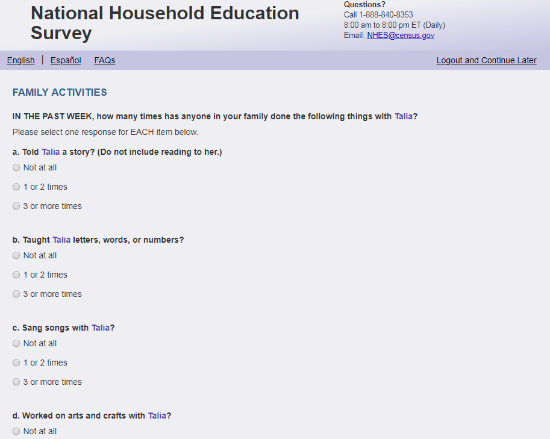 National Household Education
Survey
Questions?
Call 1-888-840-8353
8:00 am to 8:00 pm ET (Daily)
Email: NHES@census.gov
English | Español FAQs
Logout and Continue Later
FAMILY ACTIVITIES
IN THE PAST WEEK, how many times has anyone in your family done the following things with Talia?
Please select one response for EACH item below.
a. Told Talia a story? (Do not include reading to her.)
Not at all
1 or 2 times
3 or more times
b. Taught Talia letters, words, or numbers?
Not at all
1 or 2 times
3 or more times
c. Sang songs with Talia?
Not at all
1 or 2 times
3 or more times
d. Worked on arts and crafts with Talia?
Not at all